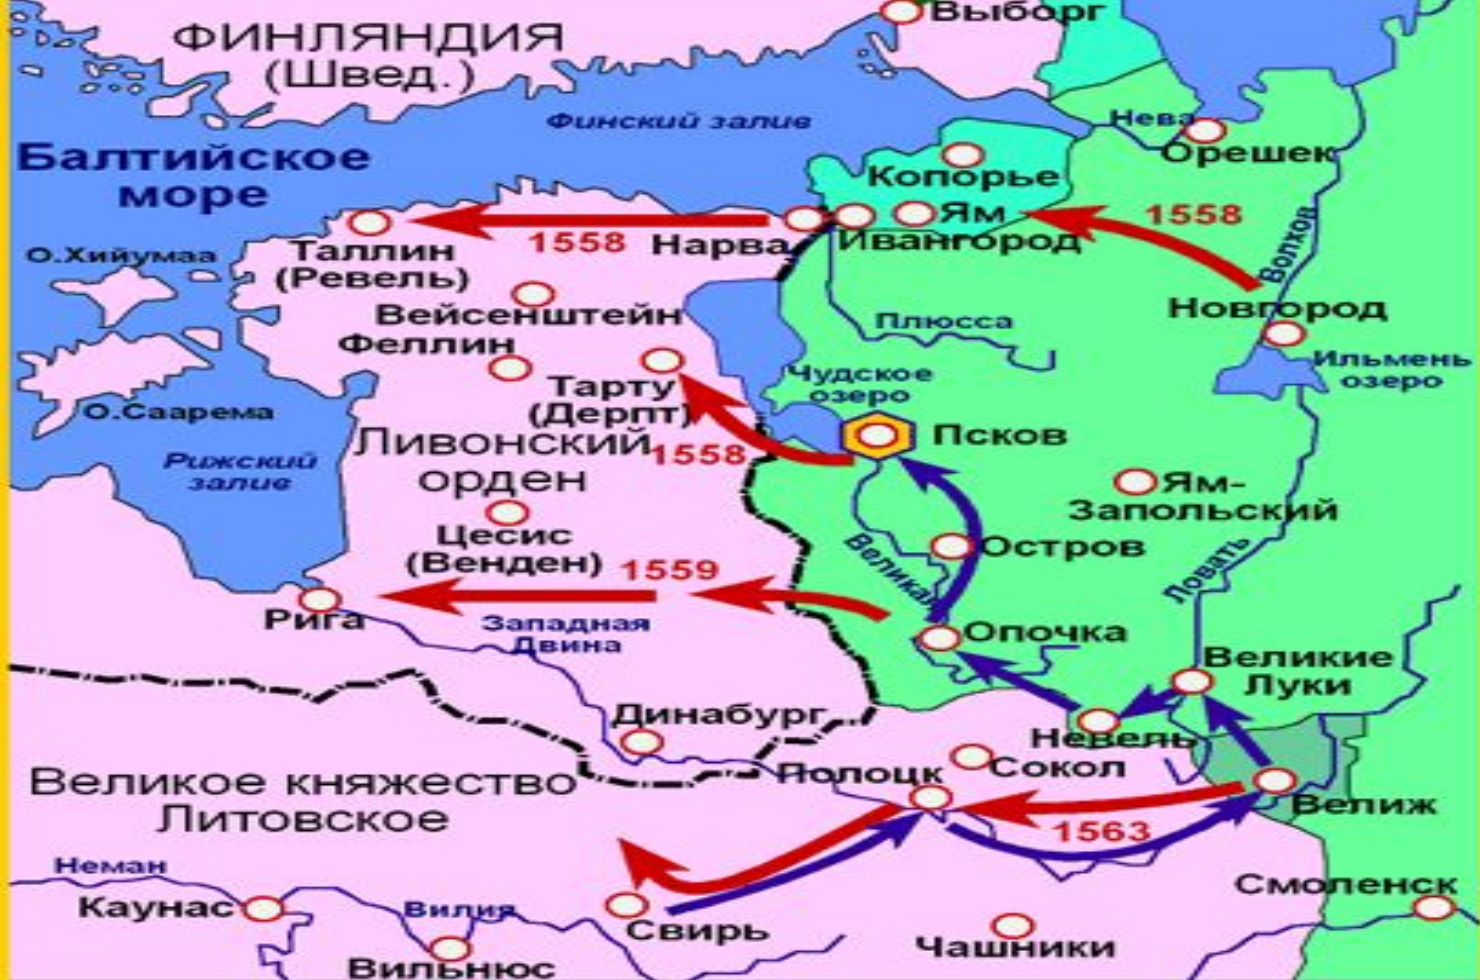 Выборг
ФИНЛЯНДИЯ
(Швед.)
Финский залив
Нева
Орешек
Балтийское
море
Копорье
Ям
1558
Волхов
Таллин
(Ревель)
1558
Нарва
Ивангород
О.Хийумаа
Новгород
Вейсенштейн
Плюсса
Феллин
Ильмень
озеро
Чудское
озеро
Тарту
(Дерпт)
О.Саарема
Ливонский
орден
1558
Псков
Рижский
залив
Ям-
Запольский
Цесис
(Венден)
1559
Остров
Великая
Ловать
Рига
Западная
Двина
Опочка
Великие
Луки
Динабург
Невель
Великое княжество
Литовское
Полоцк
Сокол
Велиж
1563
Неман
Каунас
Вилия
Свирь
Смоленск
Чашники
Вильнюс